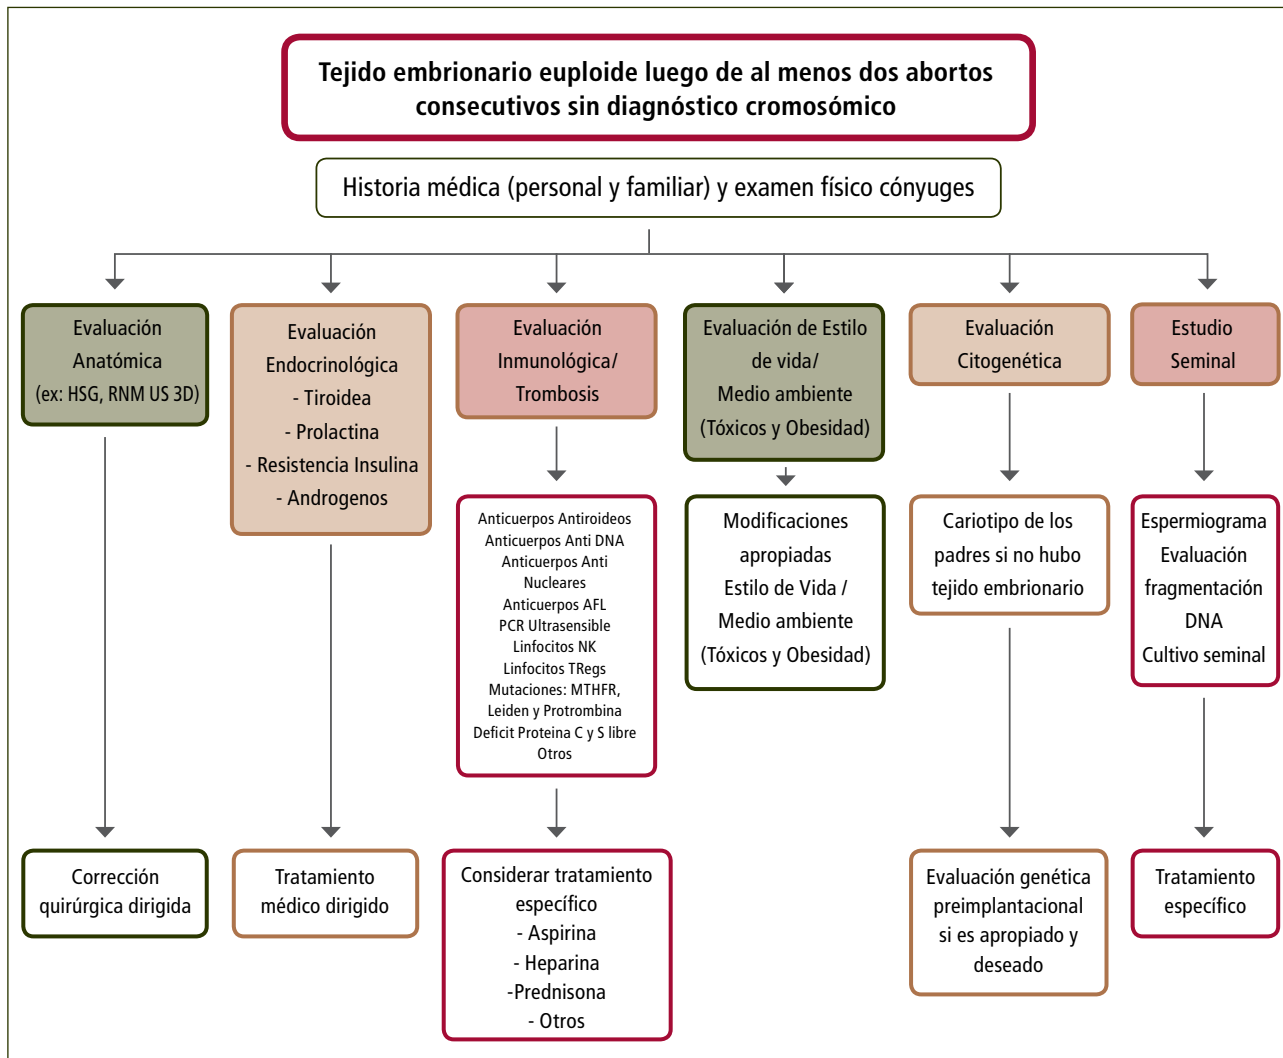 Tejido embrionario euploide luego de al menos dos abortos
consecutivos sin diagnóstico cromosómico
Historia médica (personal y familiar) y examen físico cónyuges
Evaluación
Anatómica
(ex: HSG, RNM US 3D)
Evaluación
Endocrinológica
- Tiroidea
- Prolactina
- Resistencia Insulina
- Androgenos
Evaluación
Inmunológica/
Trombosis
Evaluación de Estilo
de vida/
Medio ambiente
(Tóxicos y Obesidad)
Evaluación
Citogenética
Estudio
Seminal
Anticuerpos Antiroideos
Anticuerpos Anti DNA
Anticuerpos Anti
Nucleares
Anticuerpos AFL
PCR Ultrasensible
Linfocitos NK
Linfocitos TRegs
Mutaciones: MTHFR,
Leiden y Protrombina
Deficit Proteina C y S libre
Otros
Modificaciones
apropiadas
Estilo de Vida /
Medio ambiente
(Tóxicos y Obesidad)
Cariotipo de los
padres si no hubo
tejido embrionario
Espermiograma
Evaluación
fragmentación
DNA
Cultivo seminal
Corrección
quirúrgica dirigida
Tratamiento
médico dirigido
Considerar tratamiento
específico
- Aspirina
- Heparina
-Prednisona
- Otros
Evaluación genética
preimplantacional
si es apropiado y
deseado
Tratamiento
específico